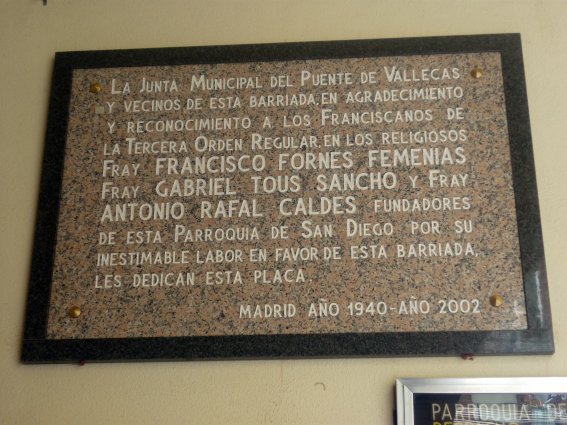 La Junta Municipal del Puente de Vallecas
y vecinos de esta barriada, en agradecimiento
y reconocimiento a los Franciscanos de
la Tercera Orden Regular, en los religiosos
Fray FRANCISCO FORNES FEMENIAS
Fray GABRIEL TOUS SANCHO y Fray
ANTONIO RAFAL CALDES fundadores
de esta Parroquia de San Diego por su
inestimable labor en favor de esta barriada,
les dedican esta placa.
MADRID AÑO 1940-AÑO 2002
PARROQUIA DE